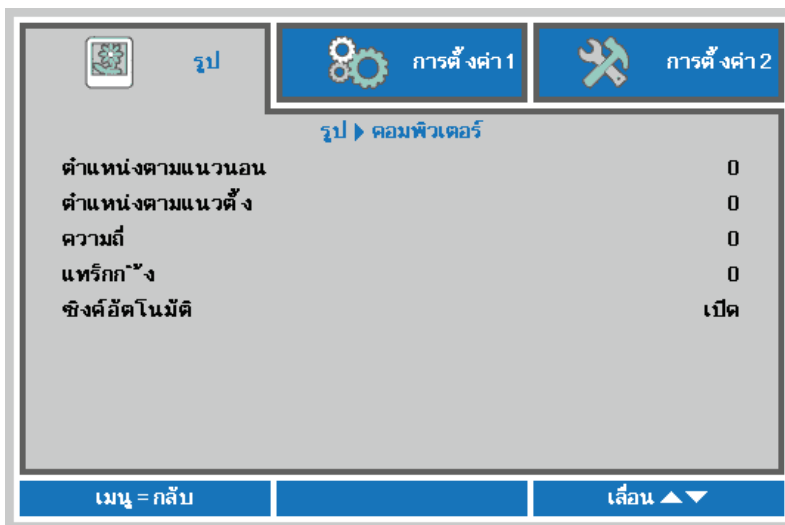 รูป
การตั้งค่า 1
การตั้งค่า 2
รูป ▶ คอมพิวเตอร์
ตำแหน่งตามแนวนอน 0
ตำแหน่งตามแนวตั้ง 0
ความถี่ 0
แทร็กกิ้ง 0
ซิงค์อัตโนมัติ เปิด
เมนู = กลับ
เลื่อน ▲▼